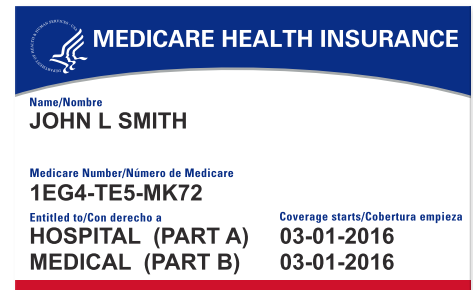 MEDICARE HEALTH INSURANCE
Name/Nombre
JOHN L SMITH
Medicare Number/Número de Medicare
1EG4-TE5-MK72
Entitled to/Con derecho a
Coverage starts/Cobertura empieza
HOSPITAL (PART A) 03-01-2016
MEDICAL (PART B) 03-01-2016